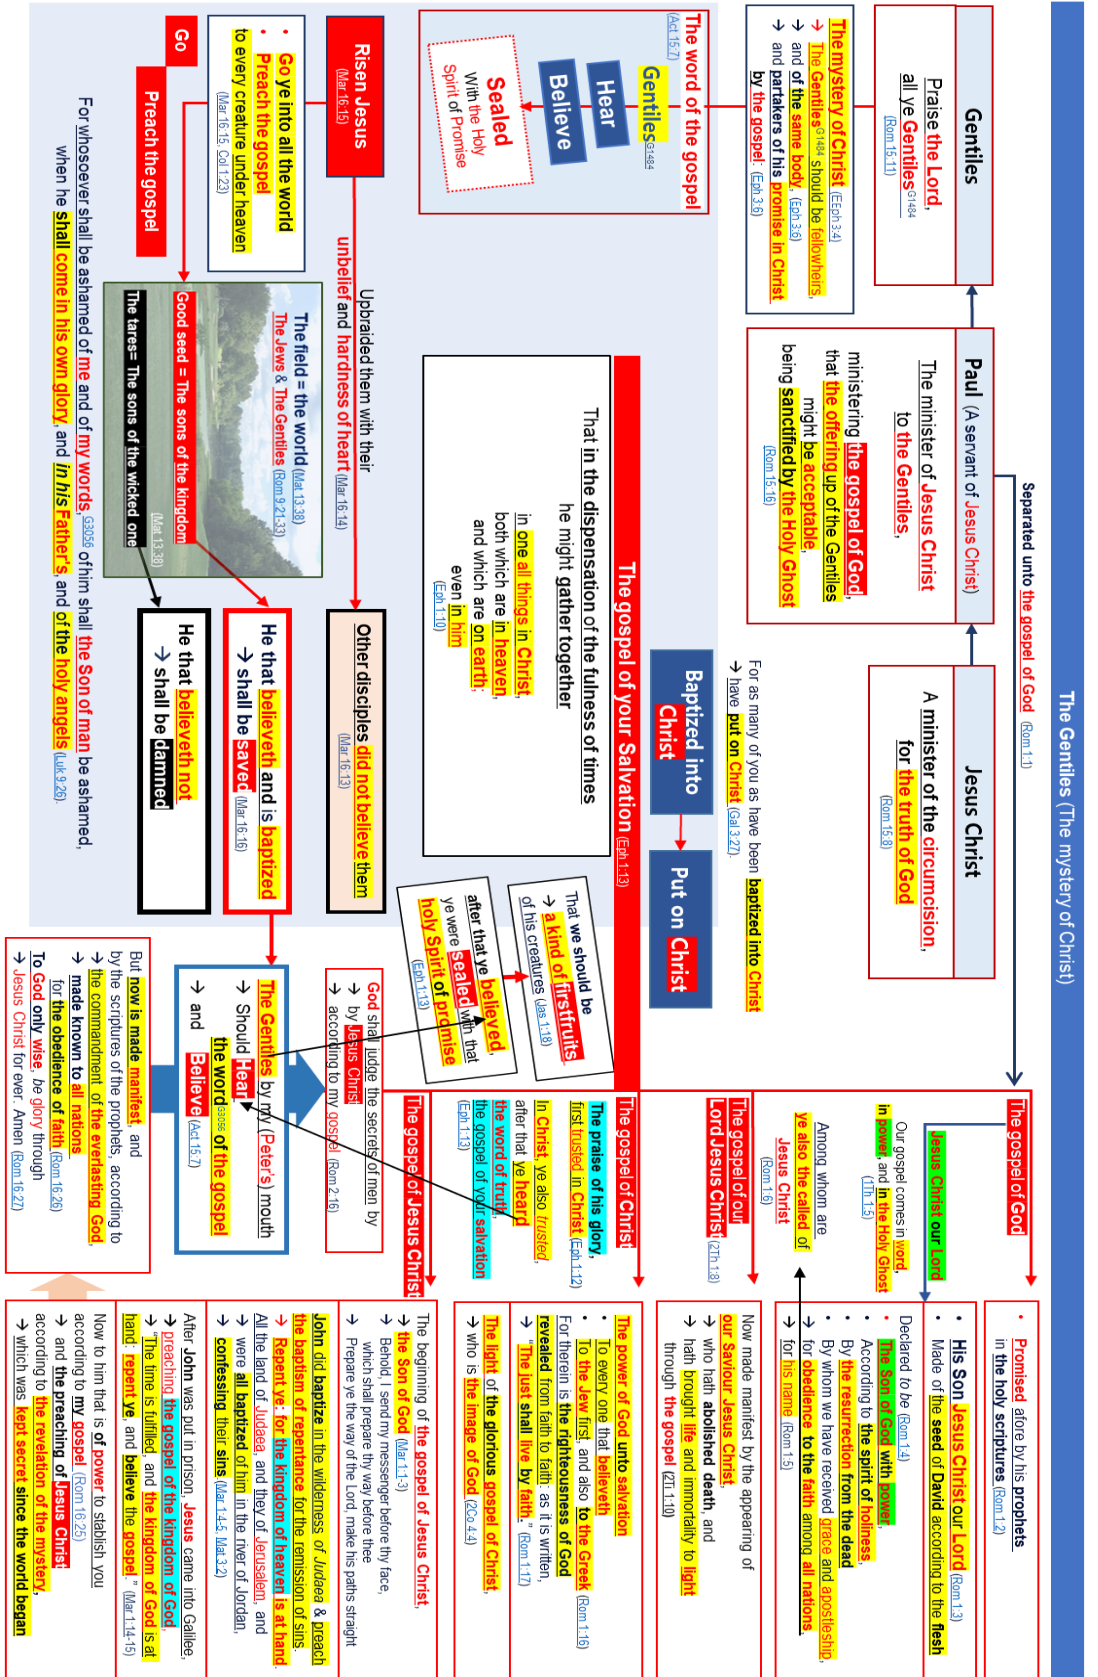 The Gentiles (The mystery of Christ)
Gentiles
Praise the Lord,
all ye GentilesG1484
(Rom 15:11)
Paul (A servant of Jesus Christ)
The minister of Jesus Christ
to the Gentiles,
ministering the gospel of God,
that the offering up of the Gentiles
might be acceptable,
being sanctified by the Holy Ghost
(Rom 15:16)
Jesus Christ
A minister of the circumcision,
for the truth of God
(Rom 15:8)
Separated unto the gospel of God (Rom 1:1)
The mystery of Christ (EEph 3:4)
→ The GentilesG1484 should be fellowheirs,
→ and of the same body, (Eph 3:6)
→ and partakers of his promise in Christ
by the gospel: (Eph 3:6)
The word of the gospel
(Act 15:7)
GentilesG1484
Hear
Believe
Sealed
With the Holy
Spirit of Promise
For as many of you as have been baptized into Christ
→ have put on Christ (Gal 3:27).
Baptized into
Christ
Put on Christ
The gospel of your Salvation (Eph 1:13)
That in the dispensation of the fulness of times
he might gather together
in one all things in Christ,
both which are in heaven,
and which are on earth;
even in him
(Eph 1:10)
That we should be
→ a kind of firstfruits
of his creatures (Jas 1:18)
after that ye believed,
ye were sealed with that
holy Spirit of promise
(Eph 1:13)
Risen Jesus
(Mar 16:15)
Upbraided them with their
unbelief and hardness of heart (Mar 16:14)
Other disciples did not believe them
(Mar 16:13)
• Go ye into all the world
• Preach the gospel
to every creature under heaven
(Mar 16:15, Col 1:23)
Go
Preach the gospel
The field = the world (Mat 13:38)
The Jews & The Gentiles (Rom 9:21-33)
Good seed = The sons of the kingdom
The tares= The sons of the wicked one
(Mat 13:38)
He that believeth and is baptized
→ shall be saved (Mar 16:16)
He that believeth not
→ shall be damned
For whosoever shall be ashamed of me and of my words,G3056 of him shall the Son of man be ashamed,
when he shall come in his own glory, and in his Father's, and of the holy angels (Luk 9:26).
The gospel of God
Jesus Christ our Lord
Our gospel comes in word,
in power, and in the Holy Ghost
(1Th 1:5)
Among whom are
ye also the called of
Jesus Christ
(Rom 1:6)
The gospel of our
Lord Jesus Christ (2Th 1:8)
The gospel of Christ
The praise of his glory,
first trusted in Christ (Eph 1:12)
In Christ, ye also trusted,
after that ye heard
the word of truth,
the gospel of your salvation
(Eph 1:13)
The gospel of Jesus Christ
God shall judge the secrets of men by
→ by Jesus Christ
→ according to my gospel (Rom 2:16)
The Gentiles by my (Peter's) mouth
→ Should Hear
the wordG3056 of the gospel
→ and Believe (Act 15:7)
But now is made manifest, and
by the scriptures of the prophets, according to
→ the commandment of the everlasting God,
→ made known to all nations
for the obedience of faith (Rom 16:26)
To God only wise, be glory through
→ Jesus Christ for ever. Amen (Rom 16:27)
• Promised afore by his prophets
in the holy scriptures (Rom 1:2)
• His Son Jesus Christ our Lord (Rom 1:3)
• Made of the seed of David according to the flesh
Declared to be (Rom 1:4)
• The Son of God with power,
• According to the spirit of holiness,
• By the resurrection from the dead
• By whom we have received grace and apostleship,
→ for obedience to the faith among all nations,
→ for his name (Rom 1:5)
Now made manifest by the appearing of
our Saviour Jesus Christ,
→ who hath abolished death, and
→ hath brought life and immortality to light
through the gospel (2Ti 1:10)
The power of God unto salvation
• To every one that believeth
• To the Jew first, and also to the Greek (Rom 1:16)
For therein is the righteousness of God
revealed from faith to faith: as it is written,
→ "The just shall live by faith." (Rom 1:17)
The light of the glorious gospel of Christ,
→ who is the image of God (2Co 4:4)
The beginning of the gospel of Jesus Christ,
→ the Son of God (Mar 1:1-3)
→ Behold, I send my messenger before thy face,
which shall prepare thy way before thee
→ Prepare ye the way of the Lord, make his paths straight
John did baptize in the wilderness of Judaea & preach
the baptism of repentance for the remission of sins.
→ Repent ye: for the kingdom of heaven is at hand.
All the land of Judaea, and they of Jerusalem, and
→ were all baptized of him in the river of Jordan,
→ confessing their sins (Mar 1:4-5, Mat 3:2)
After John was put in prison, Jesus came into Galilee,
→ preaching the gospel of the kingdom of God,
→ "The time is fulfilled, and the kingdom of God is at
hand: repent ye, and believe the gospel." (Mar 1:14-15)
Now to him that is of power to stablish you
according to my gospel (Rom 16:25)
→ and the preaching of Jesus Christ
according to the revelation of the mystery,
→ which was kept secret since the world began